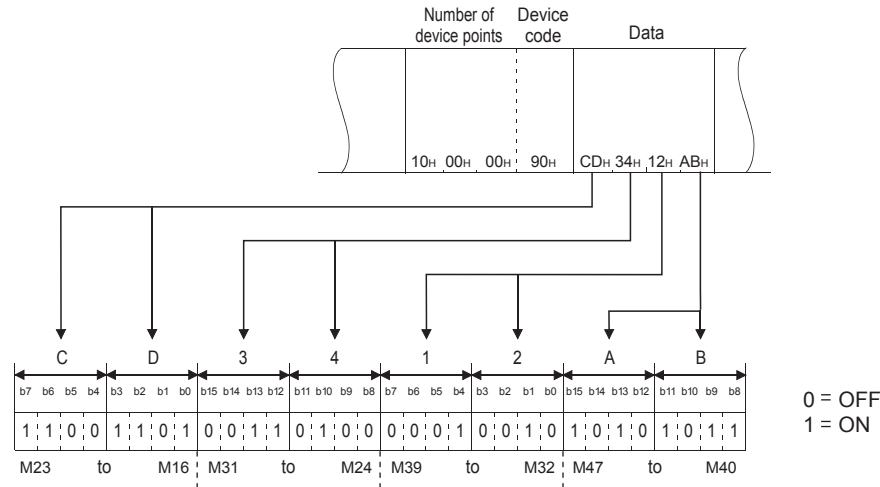 Number of device points
Device code
Data
10H 00H 00H 90H CDH 34H 12H ABH
C D 3 4 1 2 A B
b7 b6 b5 b4 b3 b2 b1 b0 b15 b14 b13 b12 b11 b10 b9 b8 b7 b6 b5 b4 b3 b2 b1 b0 b15 b14 b13 b12 b11 b10 b9 b8
1 1 0 0 1 1 0 1 0 0 1 1 0 1 0 0 0 0 0 1 0 0 1 0 1 0 1 0 1 0 1 1
M23 to M16 M31 to M24 M39 to M32 M47 to M40
0 = OFF
1 = ON